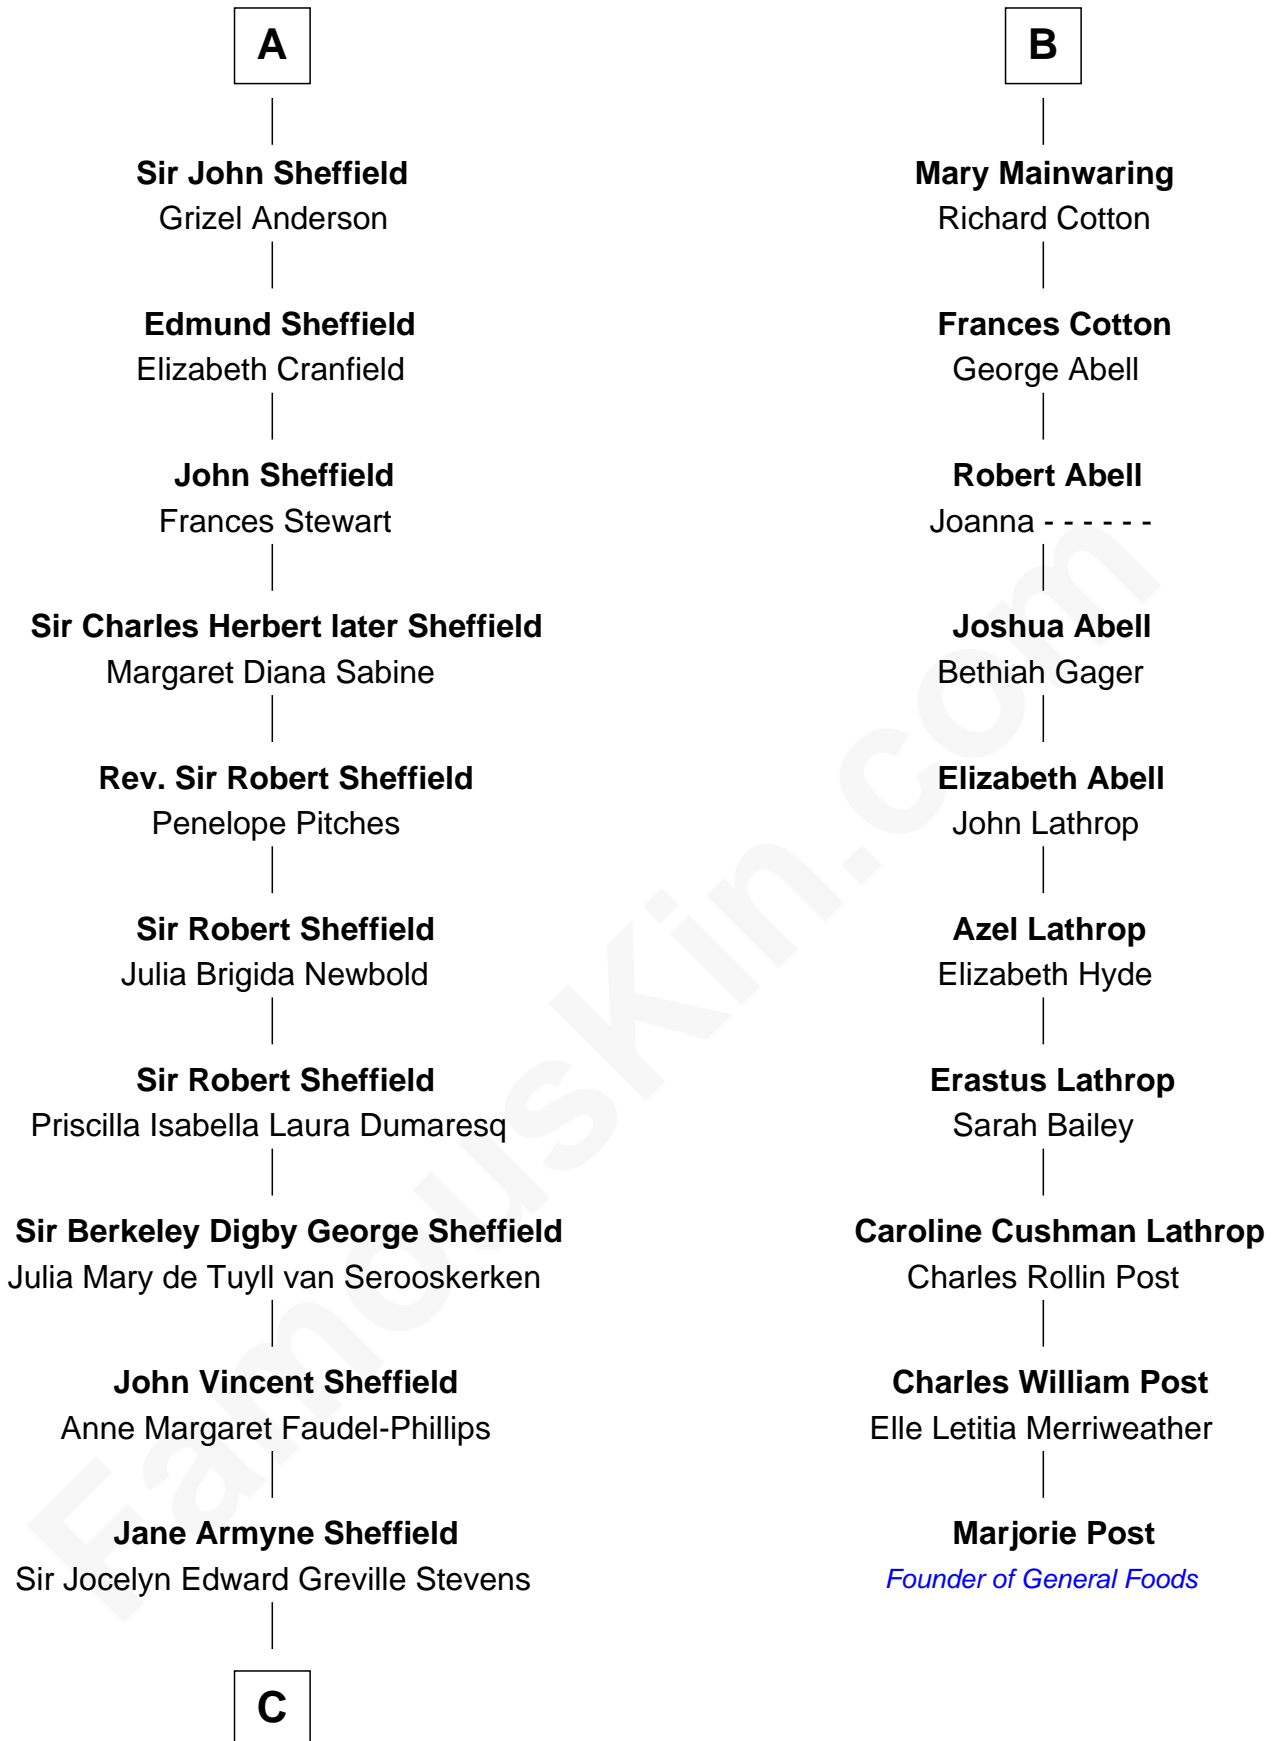 A
Sir John Sheffield
Grizel Anderson
Edmund Sheffield
Elizabeth Cranfield
John Sheffield
Frances Stewart
Sir Charles Herbert later Sheffield
Margaret Diana Sabine
Rev. Sir Robert Sheffield
Penelope Pitches
Sir Robert Sheffield
Julia Brigida Newbold
Sir Robert Sheffield
Priscilla Isabella Laura Dumaresq
Sir Berkeley Digby George Sheffield
Julia Mary de Tuyll van Serooskerken
John Vincent Sheffield
Anne Margaret Faudel-Phillips
Jane Armyne Sheffield
Sir Jocelyn Edward Greville Stevens
C
B
Mary Mainwaring
Richard Cotton
Frances Cotton
George Abell
Robert Abell
Joanna - - - - - -
Joshua Abell
Bethiah Gager
Elizabeth Abell
John Lathrop
Azel Lathrop
Elizabeth Hyde
Erastus Lathrop
Sarah Bailey
Caroline Cushman Lathrop
Charles Rollin Post
Charles William Post
Elle Letitia Merriweather
Marjorie Post
Founder of General Foods
FamousKin.com